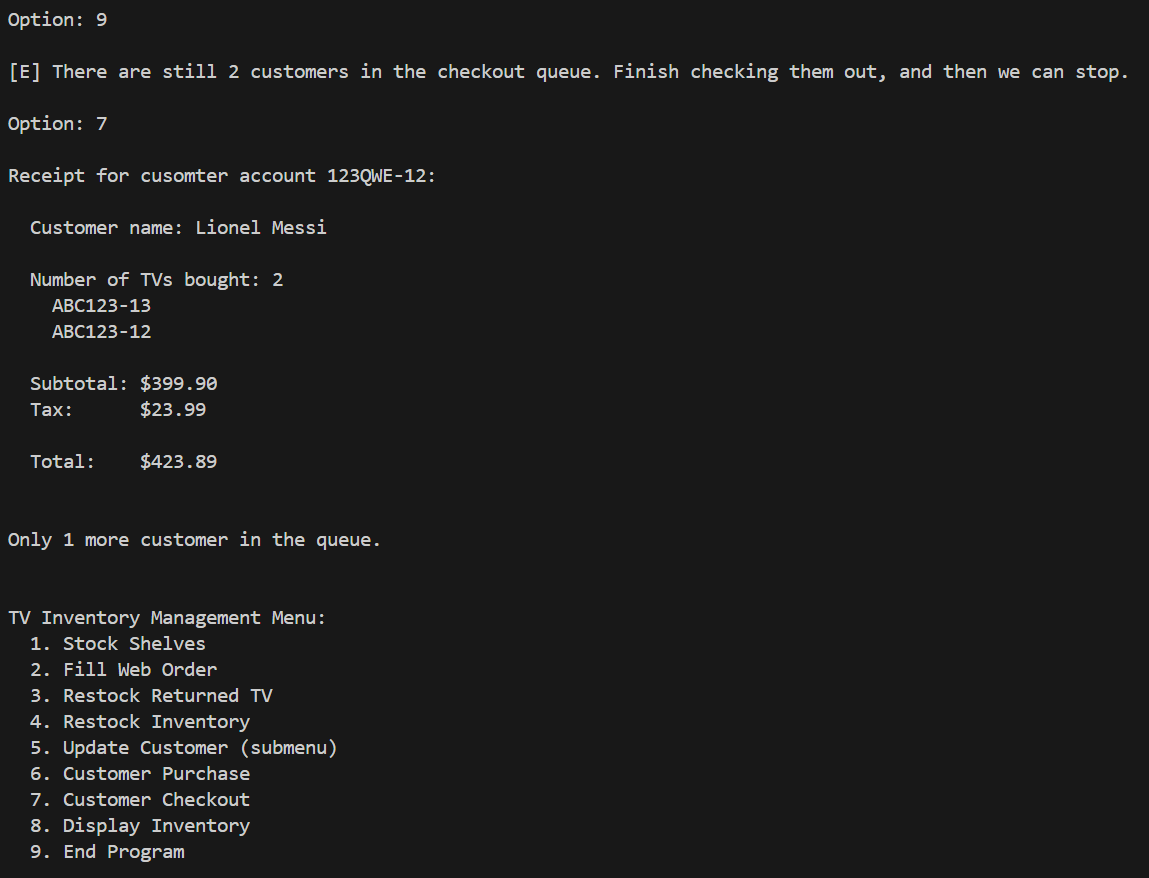 Option: 9
[E] There are still 2 customers in the checkout queue. Finish checking them out, and then we can stop.
Option: 7
Receipt for cusomter account 123QWE-12:
Customer name: Lionel Messi
Number of TVs bought: 2
ABC123-13
ABC123-12
Subtotal: $399.90
Tax: $23.99
Total: $423.89
Only 1 more customer in the queue.
TV Inventory Management Menu:
1. Stock Shelves
2. Fill Web Order
3. Restock Returned TV
4. Restock Inventory
5. Update Customer (submenu)
6. Customer Purchase
7. Customer Checkout
8. Display Inventory
9. End Program